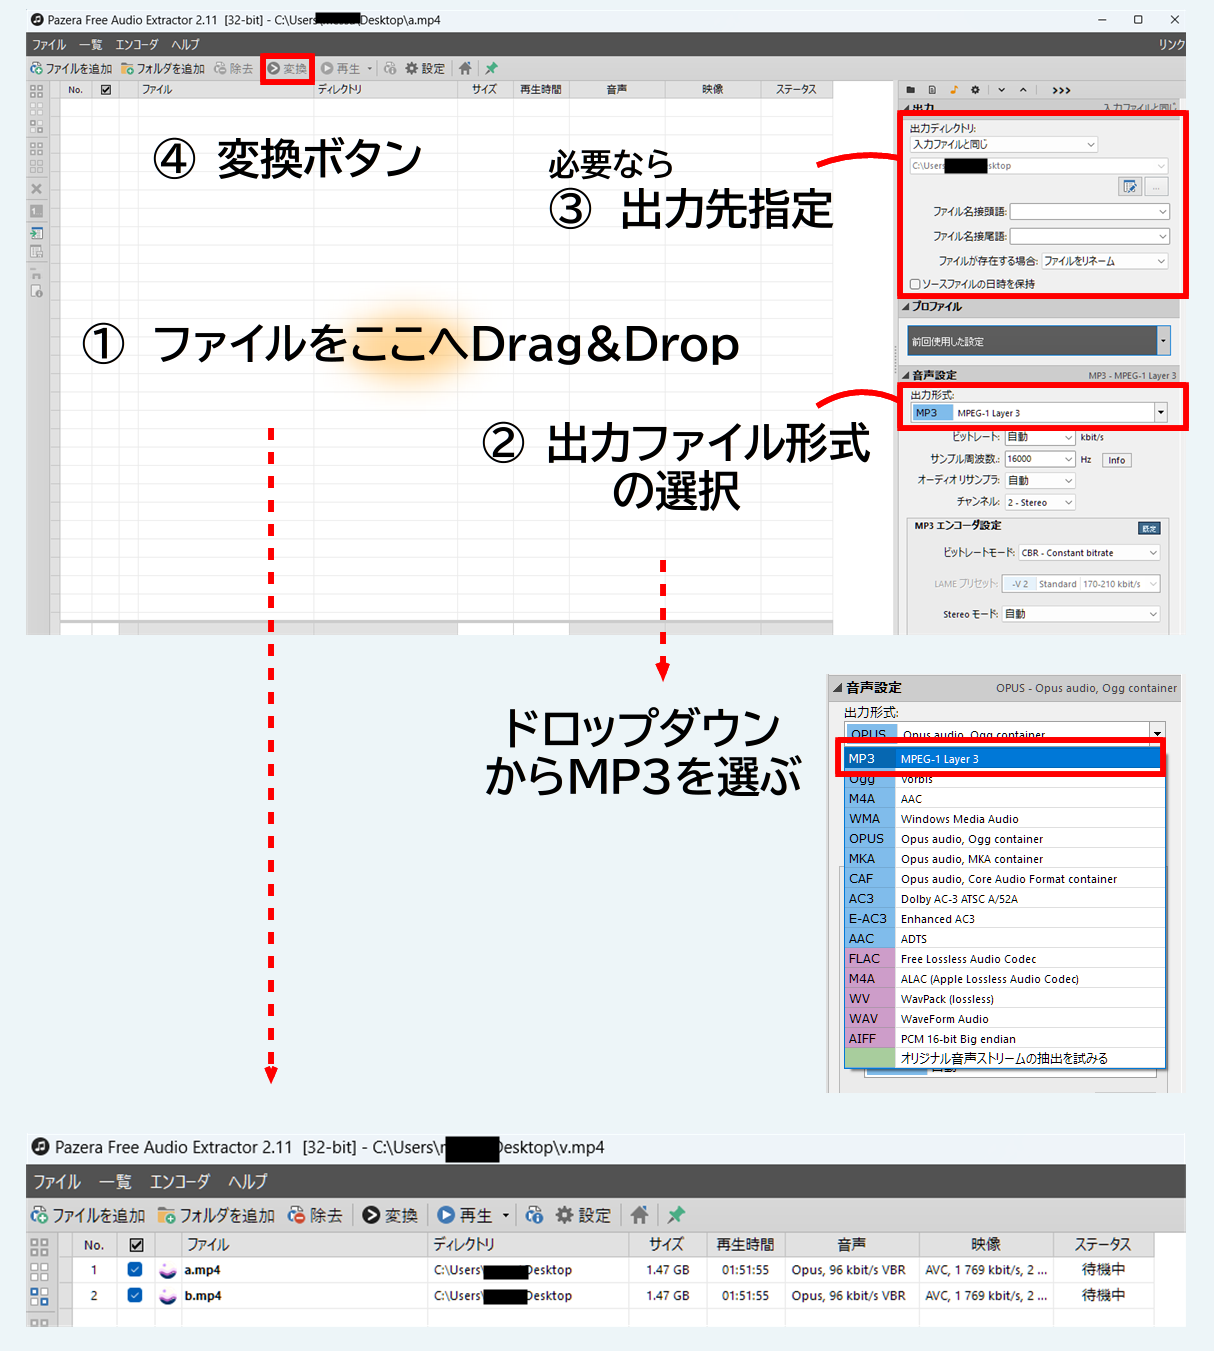 Pazera Free Audio Extractor 2.11 [32-bit] - C:\Users Desktop\a.mp4
ファイル 一覧 エンコーダ ヘルプ リンク
ファイルを追加 フォルダを追加 除去 変換 再生 設定
No. ファイル ディレクトリ サイズ 再生時間 音声 映像 ステータス
出力 入力ファイルと同じ
出力ディレクトリ:
入力ファイルと同じ
C:\User sktop
...
ファイル名接頭語:
ファイル名接尾語:
ファイルが存在する場合: ファイルをリネーム
ソースファイルの日時を保持
④ 変換ボタン
必要なら
③ 出力先指定
① ファイルをここへDrag&Drop
② 出力ファイル形式
の選択
プロファイル
前回使用した設定
音声設定 MP3 - MPEG-1 Layer 3
出力形式:
MP3 MPEG-1 Layer 3
ビットレート: 自動 kbit/s
サンプル周波数.: 16000 Hz Info
オーディオリサンプラ: 自動
チャンネル: 2 - Stereo
MP3 エンコーダ設定 既定
ビットレートモード: CBR - Constant bitrate
LAME プリセット: -V 2 Standard 170-210 kbit/s
Stereo モード: 自動
ドロップダウン
からMP3を選ぶ
音声設定 OPUS - Opus audio, Ogg container
出力形式:
OPUS Opus audio, Ogg container
MP3 MPEG-1 Layer 3
Ogg Vorbis
M4A AAC
WMA Windows Media Audio
OPUS Opus audio, Ogg container
MKA Opus audio, MKA container
CAF Opus audio, Core Audio Format container
AC3 Dolby AC-3 ATSC A/52A
E-AC3 Enhanced AC3
AAC ADTS
FLAC Free Lossless Audio Codec
M4A ALAC (Apple Lossless Audio Codec)
WV WavPack (lossless)
WAV WaveForm Audio
AIFF PCM 16-bit Big endian
オリジナル音声ストリームの抽出を試みる
自動
Pazera Free Audio Extractor 2.11 [32-bit] - C:\Users\ Desktop\v.mp4
ファイル 一覧 エンコーダ ヘルプ
ファイルを追加 フォルダを追加 除去 変換 再生 設定
No. ファイル ディレクトリ サイズ 再生時間 音声 映像 ステータス
1 a.mp4 C:\Users\ Desktop 1.47 GB 01:51:55 Opus, 96 kbit/s VBR AVC, 1 769 kbit/s, 2 ... 待機中
2 b.mp4 C:\Users\ Desktop 1.47 GB 01:51:55 Opus, 96 kbit/s VBR AVC, 1 769 kbit/s, 2 ... 待機中